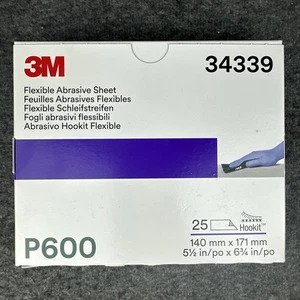 3M
34339
Flexible Abrasive Sheet
Feuilles Abrasives Flexibles
Flexible Schleifstreifen
Fogli abrasivi flessibili
Abrasivo Hookit Flexible
25 Hookit™
P600
140 mm x 171 mm
5½ in/po x 6¾ in/po